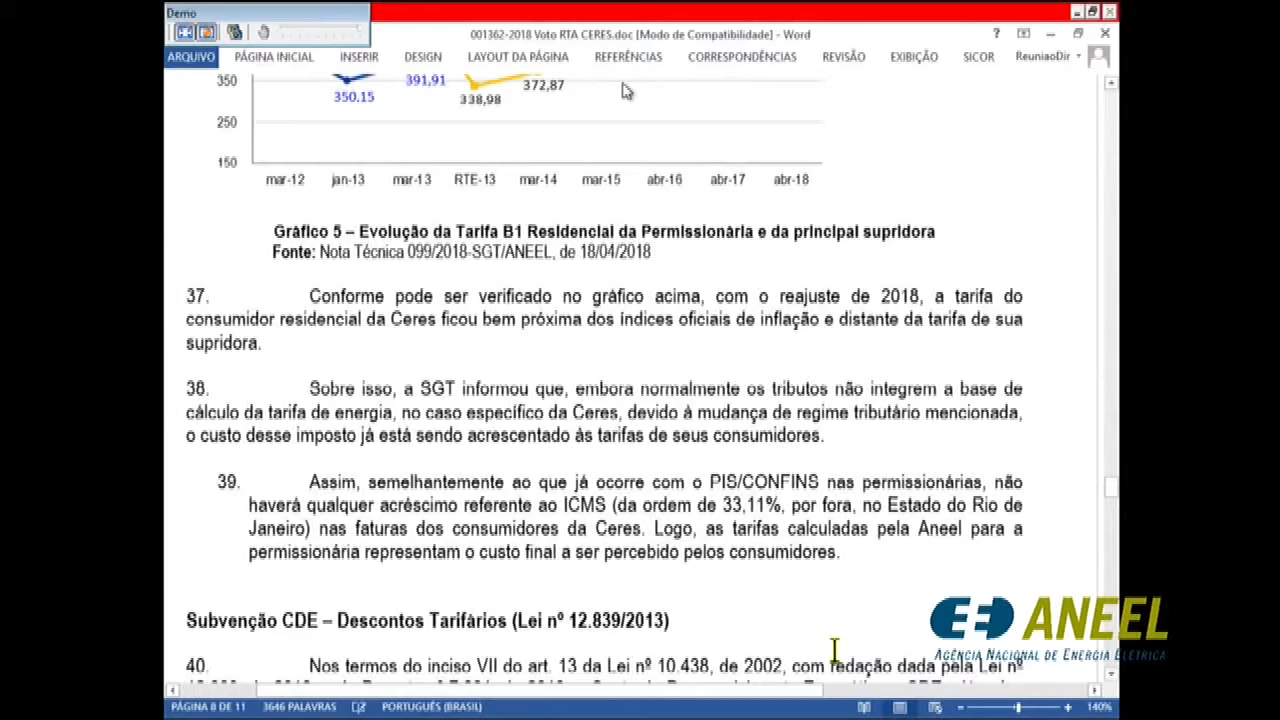 Demo
001362-2018 Voto RTA CERES.doc [Modo de Compatibilidade] - Word
ARQUIVO PÁGINA INICIAL INSERIR DESIGN LAYOUT DA PÁGINA REFERÊNCIAS CORRESPONDÊNCIAS REVISÃO EXIBIÇÃO SICOR ReuniaoDir
350
391,91
372,87
350,15
338,98
250
150
mar-12 jan-13 mar-13 RTE-13 mar-14 mar-15 abr-16 abr-17 abr-18
Gráfico 5 – Evolução da Tarifa B1 Residencial da Permissionária e da principal supridora
Fonte: Nota Técnica 099/2018-SGT/ANEEL, de 18/04/2018
37. Conforme pode ser verificado no gráfico acima, com o reajuste de 2018, a tarifa do
consumidor residencial da Ceres ficou bem próxima dos índices oficiais de inflação e distante da tarifa de sua
supridora.
38. Sobre isso, a SGT informou que, embora normalmente os tributos não integrem a base de
cálculo da tarifa de energia, no caso específico da Ceres, devido à mudança de regime tributário mencionada,
o custo desse imposto já está sendo acrescentado às tarifas de seus consumidores.
39. Assim, semelhantemente ao que já ocorre com o PIS/CONFINS nas permissionárias, não
haverá qualquer acréscimo referente ao ICMS (da ordem de 33,11%, por fora, no Estado do Rio de
Janeiro) nas faturas dos consumidores da Ceres. Logo, as tarifas calculadas pela Aneel para a
permissionária representam o custo final a ser percebido pelos consumidores.
Subvenção CDE – Descontos Tarifários (Lei nº 12.839/2013)
40. Nos termos do inciso VII do art. 13 da Lei nº 10.438, de 2002, com redação dada pela Lei nº
ANEEL
AGÊNCIA NACIONAL DE ENERGIA ELÉTRICA
PÁGINA 8 DE 11 3646 PALAVRAS PORTUGUÊS (BRASIL) 140%